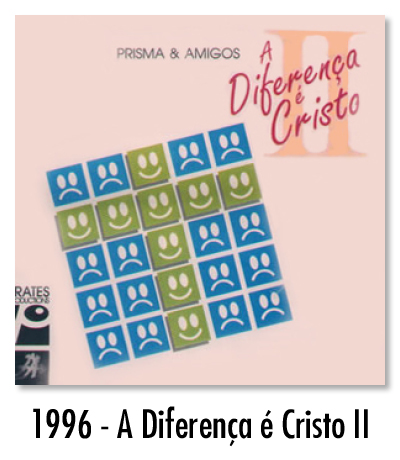 PRISMA & AMIGOS
II
A
Diferença
é
Cristo
RATES
1996 - A Diferença é Cristo II